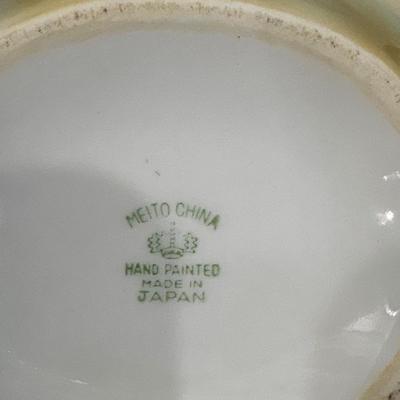 MEITO CHINA
HAND PAINTED
MADE IN
JAPAN